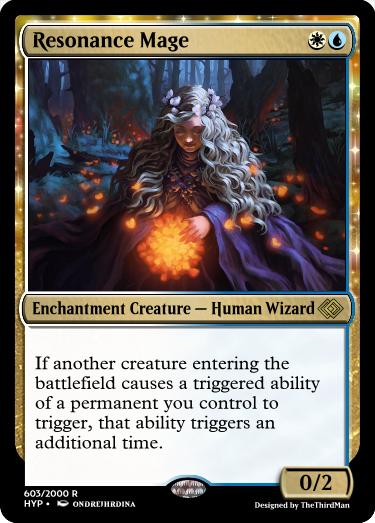 Resonance Mage
Enchantment Creature — Human Wizard
If another creature entering the
battlefield causes a triggered ability
of a permanent you control to
trigger, that ability triggers an
additional time.
0/2
603/2000 R
HYP • ONDREJHRDINA
Designed by TheThirdMan